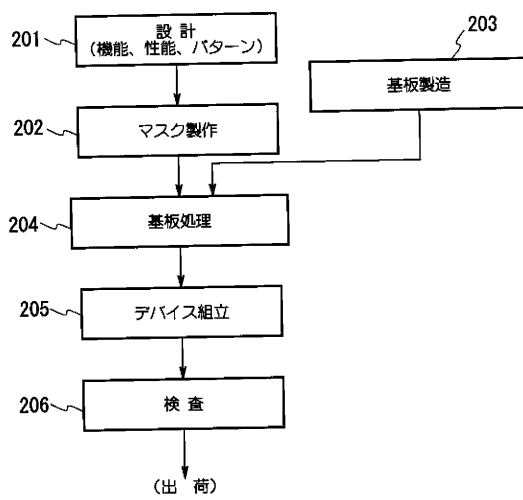 201
設 計
(機能、性能、パターン)
203
基板製造
202
マスク製作
204
基板処理
205
デバイス組立
206
検 査
(出 荷)